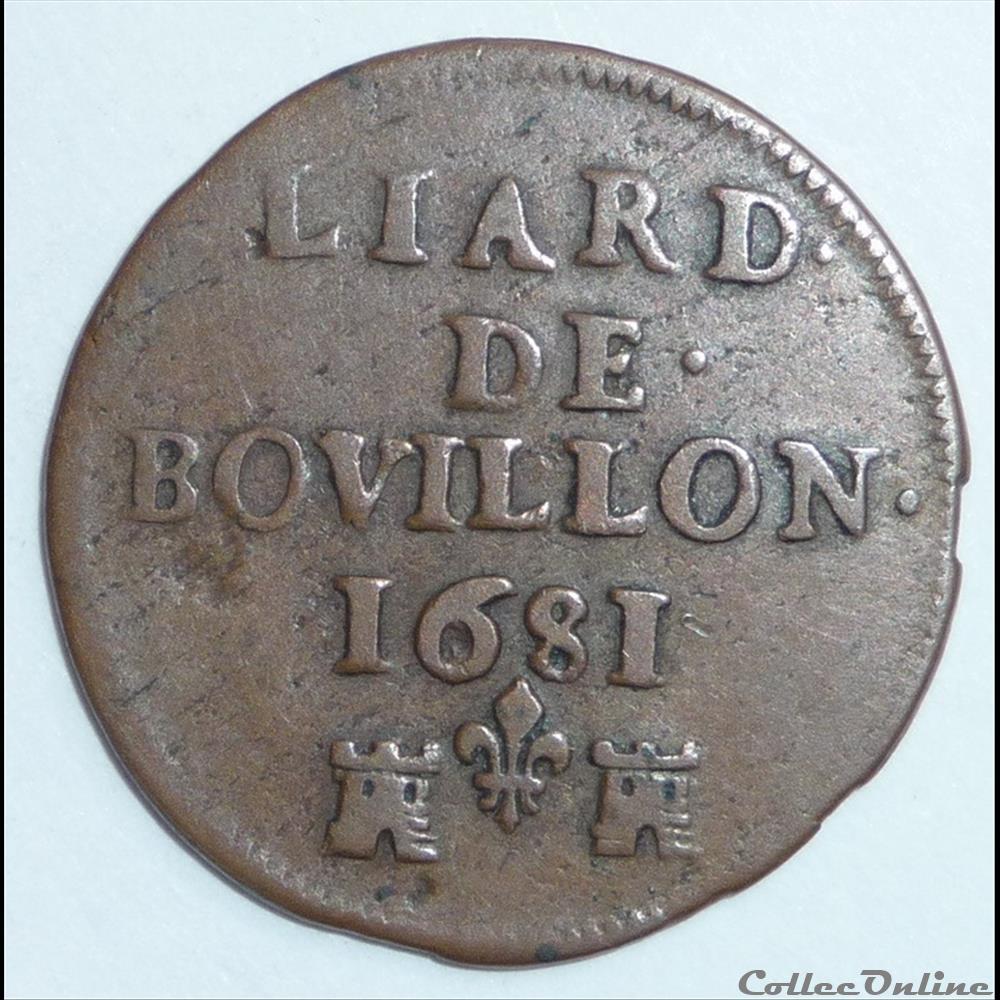 LIARD·
DE·
BOVILLON·
1681
CollecOnline